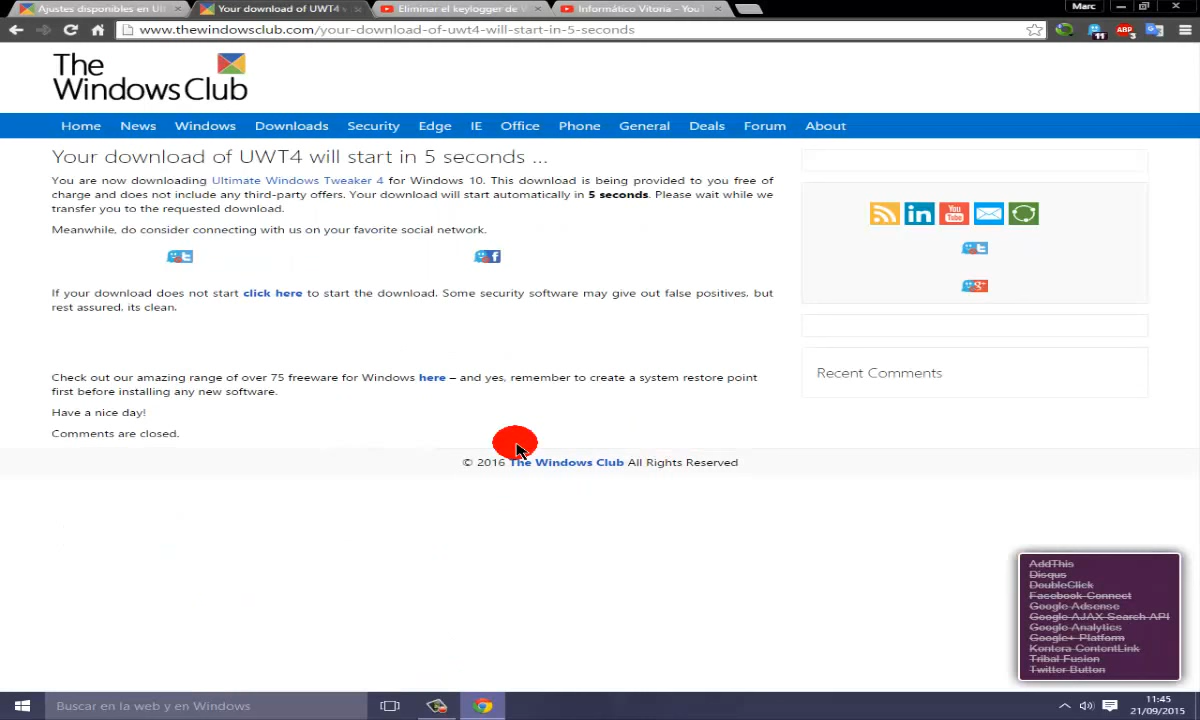 Ajustes disponibles en Ult
Your download of UWT4 v
Eliminar el keylogger de V
Informático Vitoria - YouT
Marc
www.thewindowsclub.com/your-download-of-uwt4-will-start-in-5-seconds
11
ABP
3
The
Windows Club
Home News Windows Downloads Security Edge IE Office Phone General Deals Forum About
Your download of UWT4 will start in 5 seconds ...
You are now downloading Ultimate Windows Tweaker 4 for Windows 10. This download is being provided to you free of
charge and does not include any third-party offers. Your download will start automatically in 5 seconds. Please wait while we
transfer you to the requested download.
Meanwhile, do consider connecting with us on your favorite social network.
You
Tube
If your download does not start click here to start the download. Some security software may give out false positives, but
rest assured, its clean.
Check out our amazing range of over 75 freeware for Windows here – and yes, remember to create a system restore point
first before installing any new software.
Have a nice day!
Comments are closed.
Recent Comments
© 2016 The Windows Club All Rights Reserved
AddThis
Disqus
DoubleClick
Facebook Connect
Google Adsense
Google AJAX Search API
Google Analytics
Google+ Platform
Kontera ContentLink
Tribal Fusion
Twitter Button
Buscar en la web y en Windows
11:45
21/09/2015